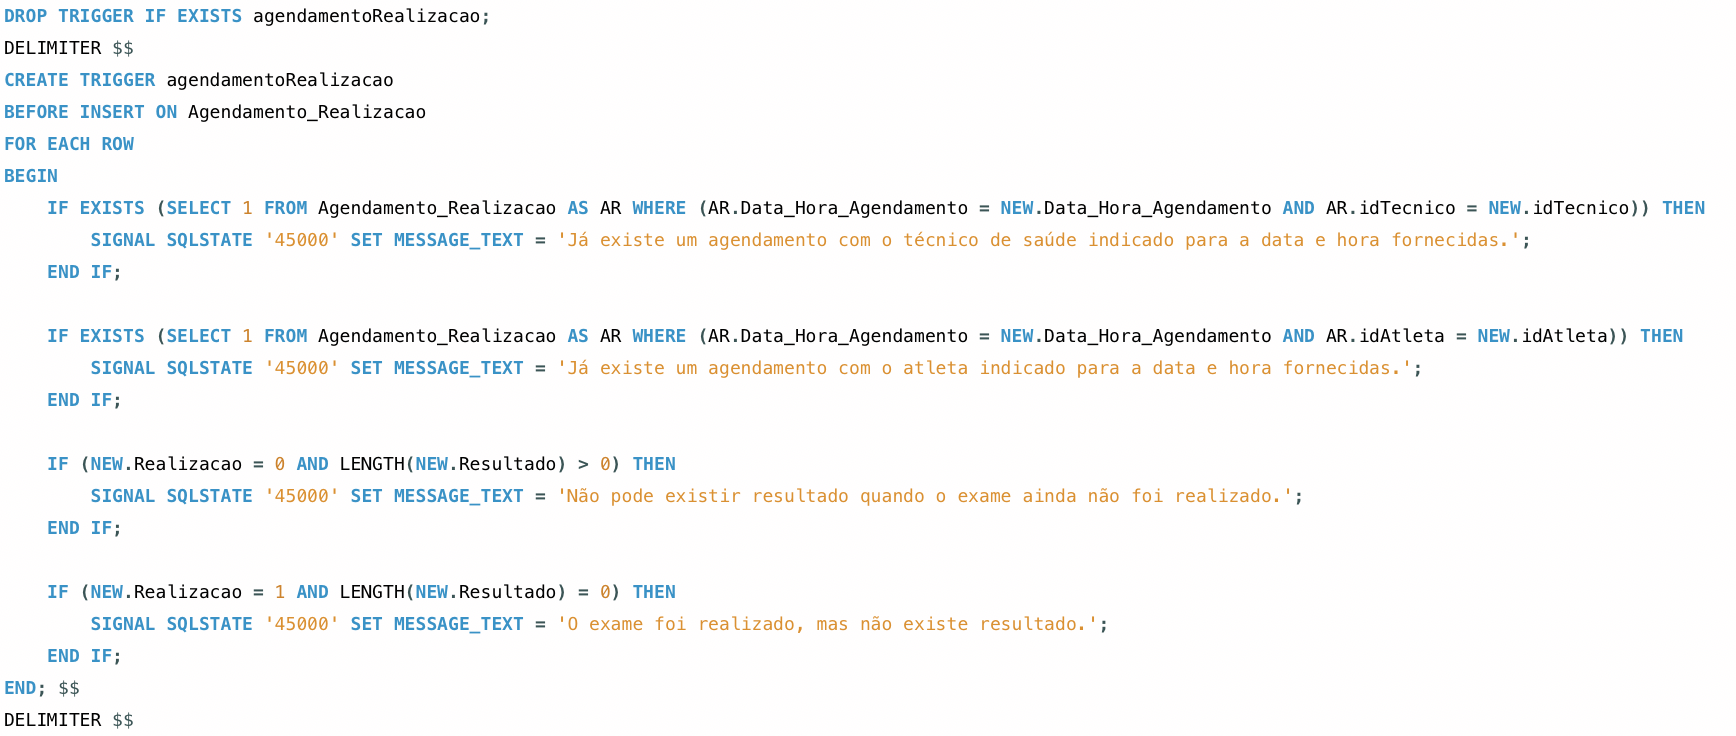 DROP TRIGGER IF EXISTS agendamentoRealizacao;
DELIMITER $$
CREATE TRIGGER agendamentoRealizacao
BEFORE INSERT ON Agendamento_Realizacao
FOR EACH ROW
BEGIN
    IF EXISTS (SELECT 1 FROM Agendamento_Realizacao AS AR WHERE (AR.Data_Hora_Agendamento = NEW.Data_Hora_Agendamento AND AR.idTecnico = NEW.idTecnico)) THEN
        SIGNAL SQLSTATE '45000' SET MESSAGE_TEXT = 'Já existe um agendamento com o técnico de saúde indicado para a data e hora fornecidas.';
    END IF;

    IF EXISTS (SELECT 1 FROM Agendamento_Realizacao AS AR WHERE (AR.Data_Hora_Agendamento = NEW.Data_Hora_Agendamento AND AR.idAtleta = NEW.idAtleta)) THEN
        SIGNAL SQLSTATE '45000' SET MESSAGE_TEXT = 'Já existe um agendamento com o atleta indicado para a data e hora fornecidas.';
    END IF;

    IF (NEW.Realizacao = 0 AND LENGTH(NEW.Resultado) > 0) THEN
        SIGNAL SQLSTATE '45000' SET MESSAGE_TEXT = 'Não pode existir resultado quando o exame ainda não foi realizado.';
    END IF;

    IF (NEW.Realizacao = 1 AND LENGTH(NEW.Resultado) = 0) THEN
        SIGNAL SQLSTATE '45000' SET MESSAGE_TEXT = 'O exame foi realizado, mas não existe resultado.';
    END IF;
END; $$
DELIMITER $$